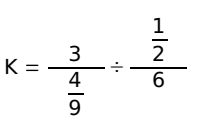 K = 3/(4/9) ÷ (1/2)/6